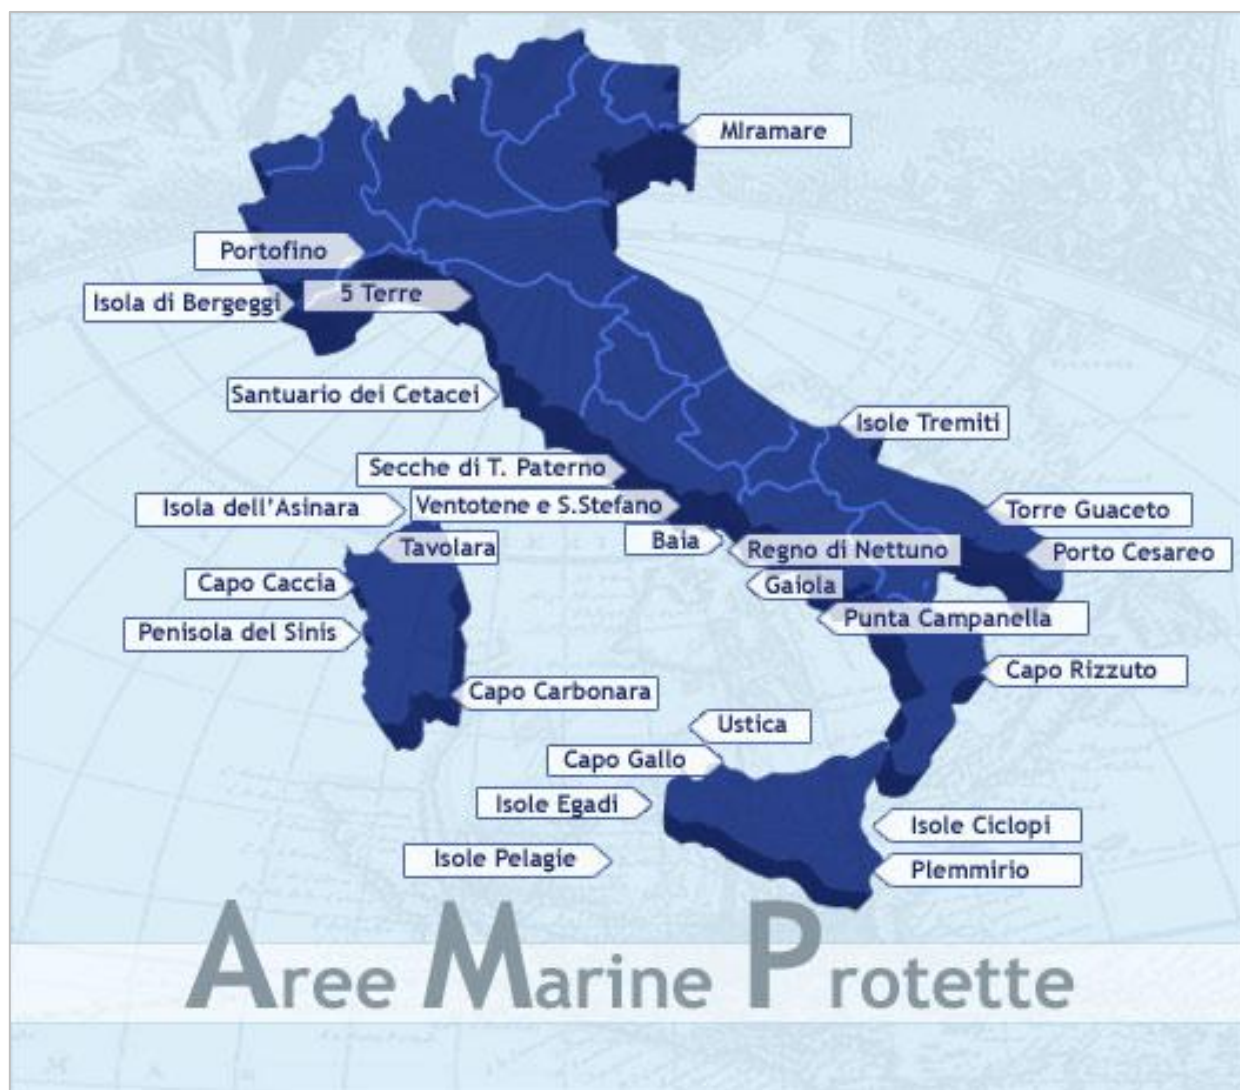 MIramare
Portofino
5 Terre
Isola di Bergeggi
Santuario dei Cetacei
Isole Tremiti
Secche di T. Paterno
Isola dell'Asinara
Ventotene e S.Stefano
Torre Guaceto
Tavolara
Baia
Regno di Nettuno
Porto Cesareo
Capo Caccia
Gaiola
Penisola del Sinis
Punta Campanella
Capo Rizzuto
Capo Carbonara
Ustica
Capo Gallo
Isole Egadi
Isole Ciclopi
Isole Pelagie
Plemmirio
Aree Marine Protette